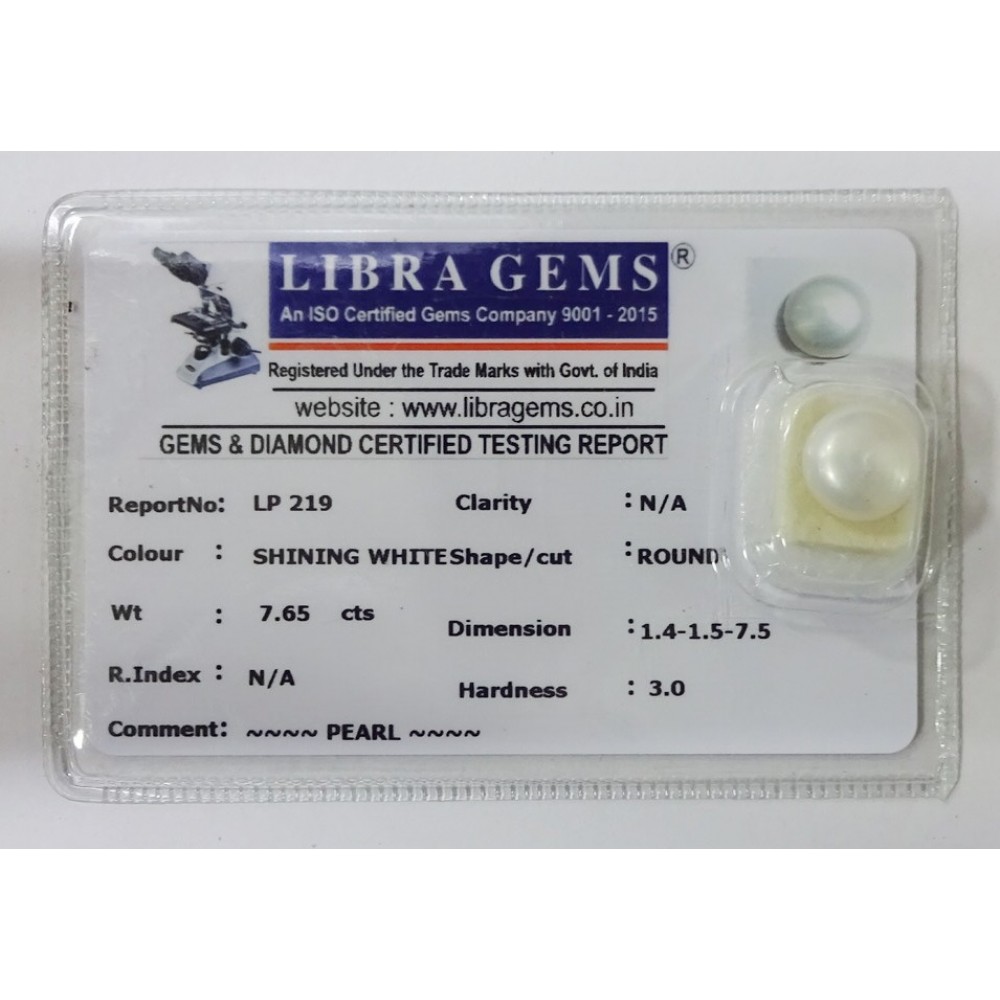 LIBRA GEMS ®
An ISO Certified Gems Company 9001 - 2015
Registered Under the Trade Marks with Govt. of India
website : www.libragems.co.in
GEMS & DIAMOND CERTIFIED TESTING REPORT
ReportNo: LP 219 Clarity : N/A
Colour : SHINING WHITE Shape/cut : ROUND
Wt : 7.65 cts Dimension : 1.4-1.5-7.5
R.Index : N/A Hardness : 3.0
Comment: ~~~~ PEARL ~~~~